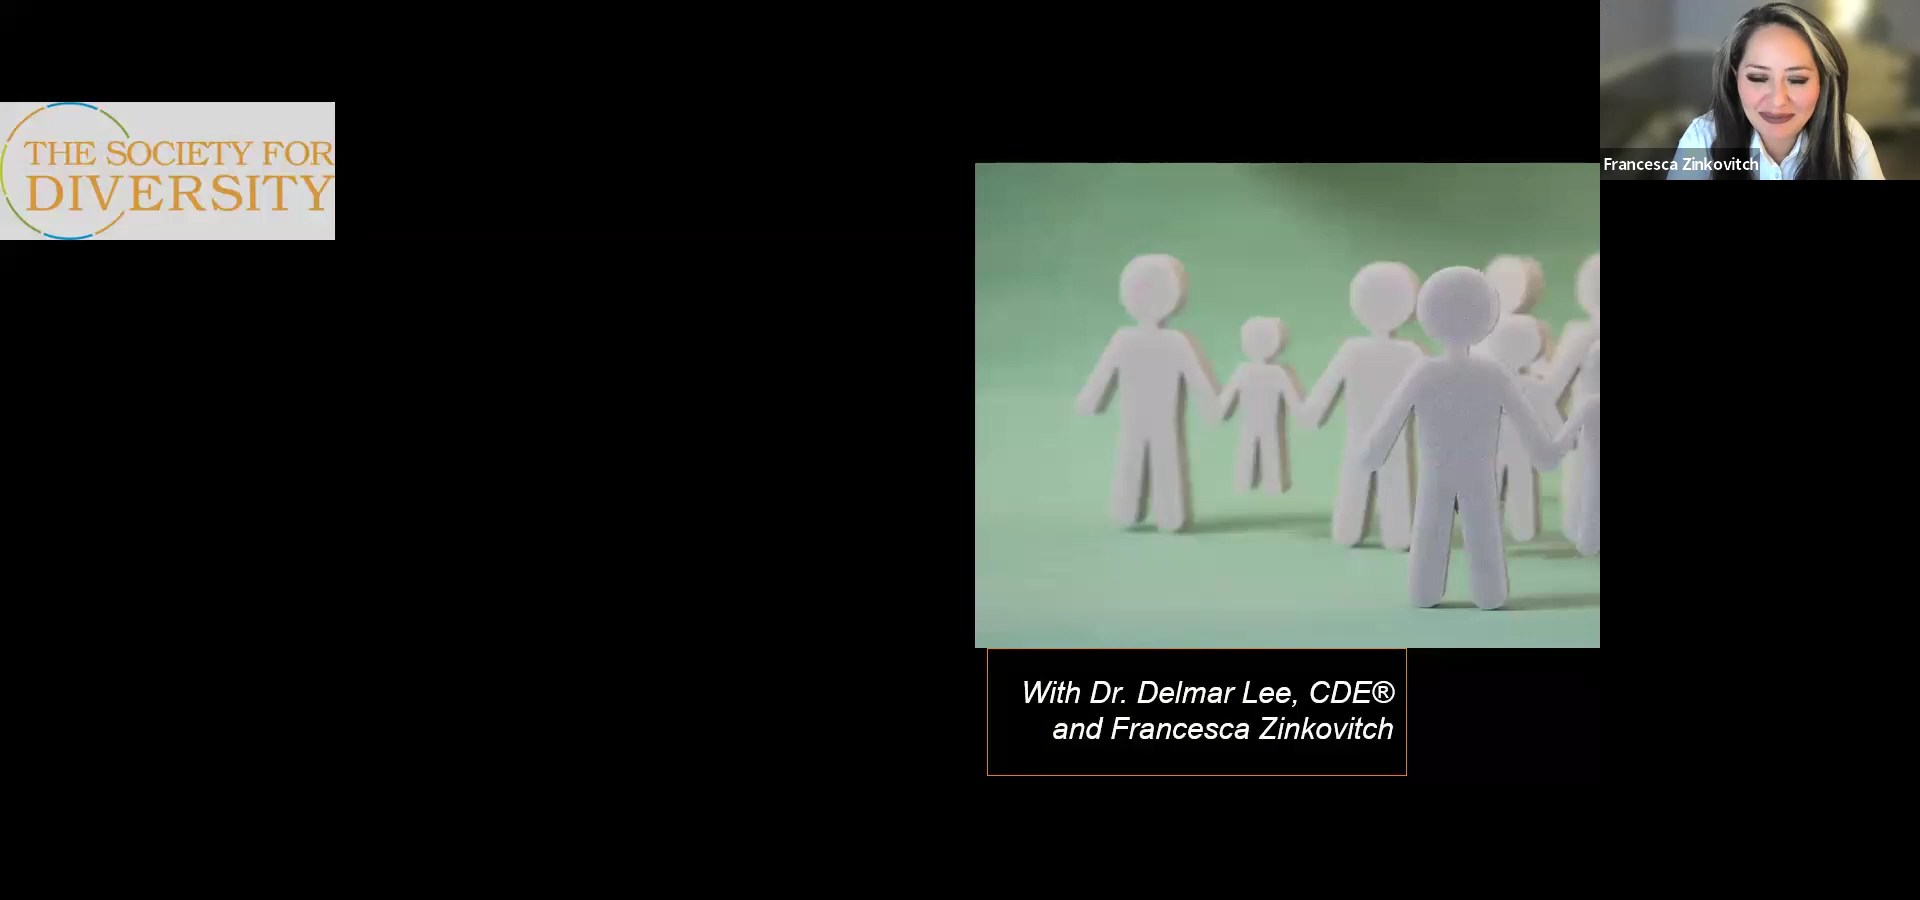 THE SOCIETY FOR
DIVERSITY
Francesca Zinkovitch
With Dr. Delmar Lee, CDE®
and Francesca Zinkovitch